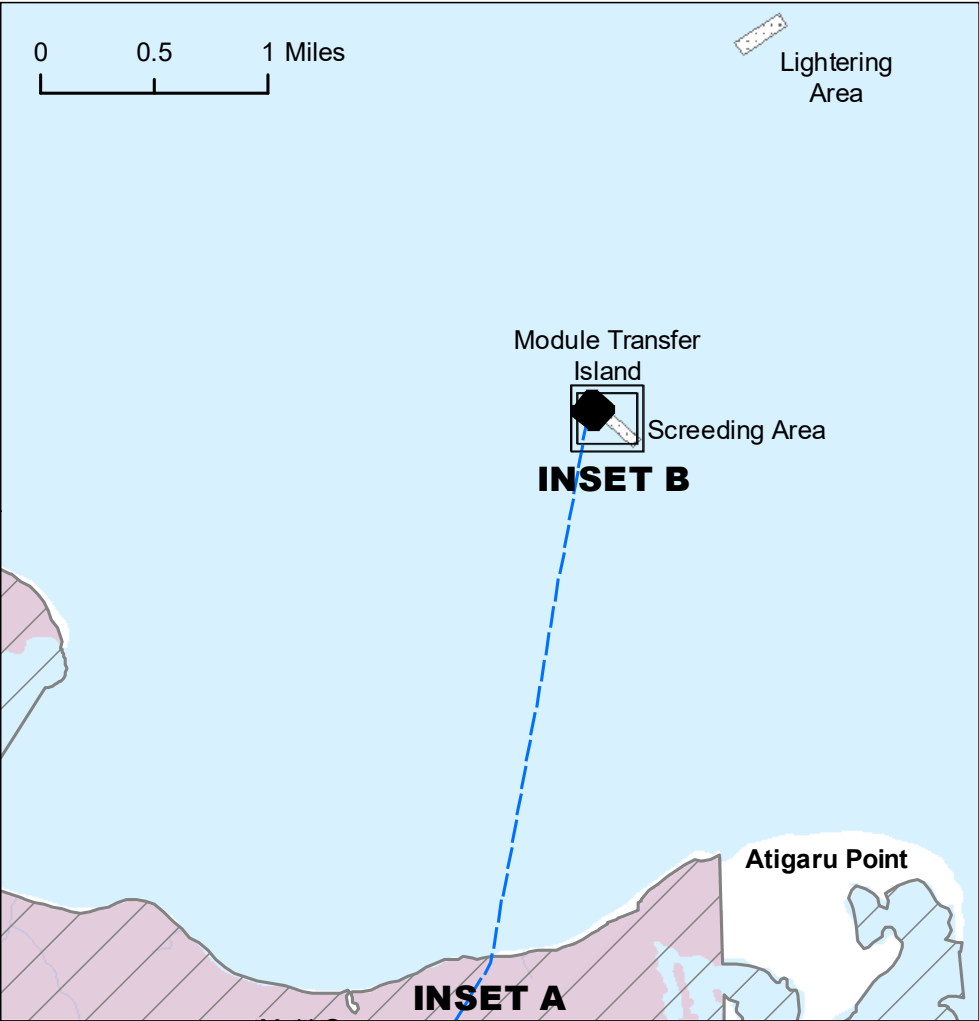 0 0.5 1 Miles
Lightering
Area
Module Transfer
Island
Screeding Area
INSET B
Atigaru Point
INSET A